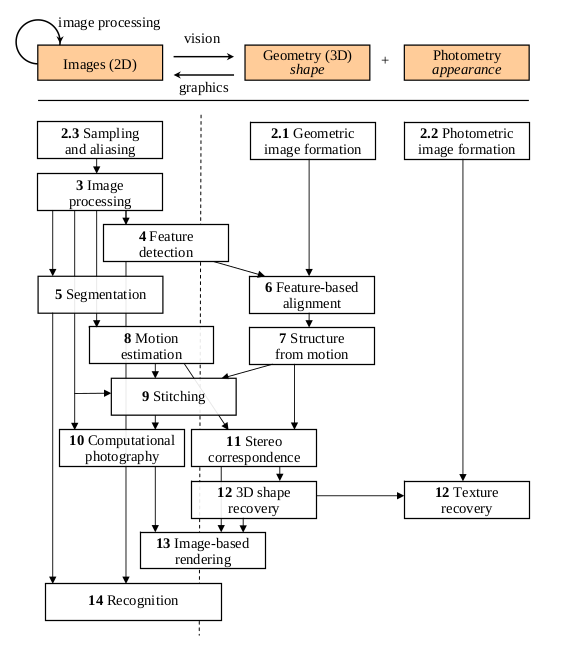 image processing
vision
Images (2D)
Geometry (3D)
shape
+
Photometry
appearance
graphics
2.3 Sampling
and aliasing
2.1 Geometric
image formation
2.2 Photometric
image formation
3 Image
processing
4 Feature
detection
5 Segmentation
6 Feature-based
alignment
8 Motion
estimation
7 Structure
from motion
9 Stitching
10 Computational
photography
11 Stereo
correspondence
12 3D shape
recovery
12 Texture
recovery
13 Image-based
rendering
14 Recognition